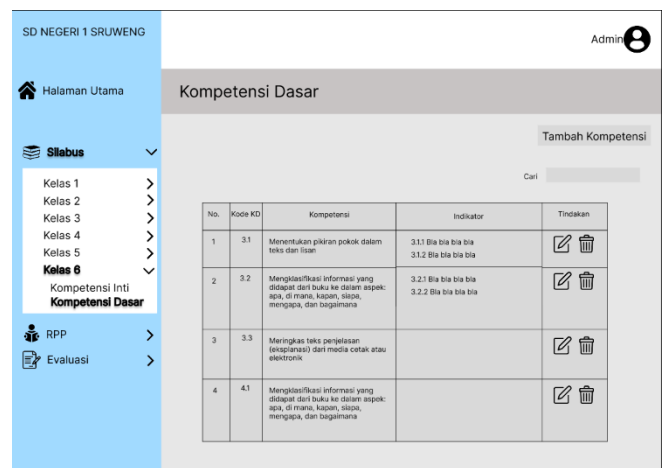 SD NEGERI 1 SRUWENG
Admin
Halaman Utama
Kompetensi Dasar
Silabus
Tambah Kompetensi
Cari
Kelas 1
Kelas 2
Kelas 3
Kelas 4
Kelas 5
Kelas 6
Kompetensi Inti
Kompetensi Dasar
RPP
Evaluasi
No. Kode KD Kompetensi Indikator Tindakan
1 3.1 Menentukan pikiran pokok dalam
teks dan lisan
3.1.1 Bla bla bla bla
3.1.2 Bla bla bla bla
2 3.2 Mengklasifikasi informasi yang
didapat dari buku ke dalam aspek:
apa, di mana, kapan, siapa,
mengapa, dan bagaimana
3.2.1 Bla bla bla bla
3.2.2 Bla bla bla bla
3 3.3 Meringkas teks penjelasan
(eksplanasi) dari media cetak atau
elektronik
4 4.1 Mengklasifikasi informasi yang
didapat dari buku ke dalam aspek:
apa, di mana, kapan, siapa,
mengapa, dan bagaimana